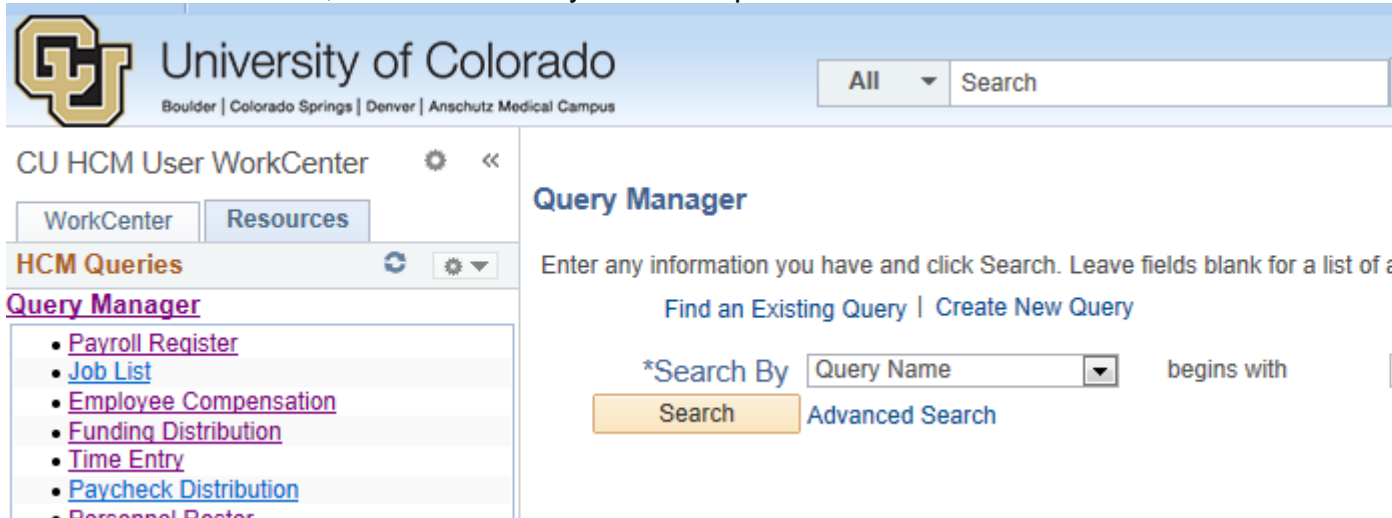 University of Colorado
Boulder | Colorado Springs | Denver | Anschutz Medical Campus
All Search
CU HCM User WorkCenter
WorkCenter Resources
HCM Queries
Query Manager
• Payroll Register
• Job List
• Employee Compensation
• Funding Distribution
• Time Entry
• Paycheck Distribution
Query Manager
Enter any information you have and click Search. Leave fields blank for a list of
Find an Existing Query | Create New Query
*Search By Query Name begins with
Search Advanced Search